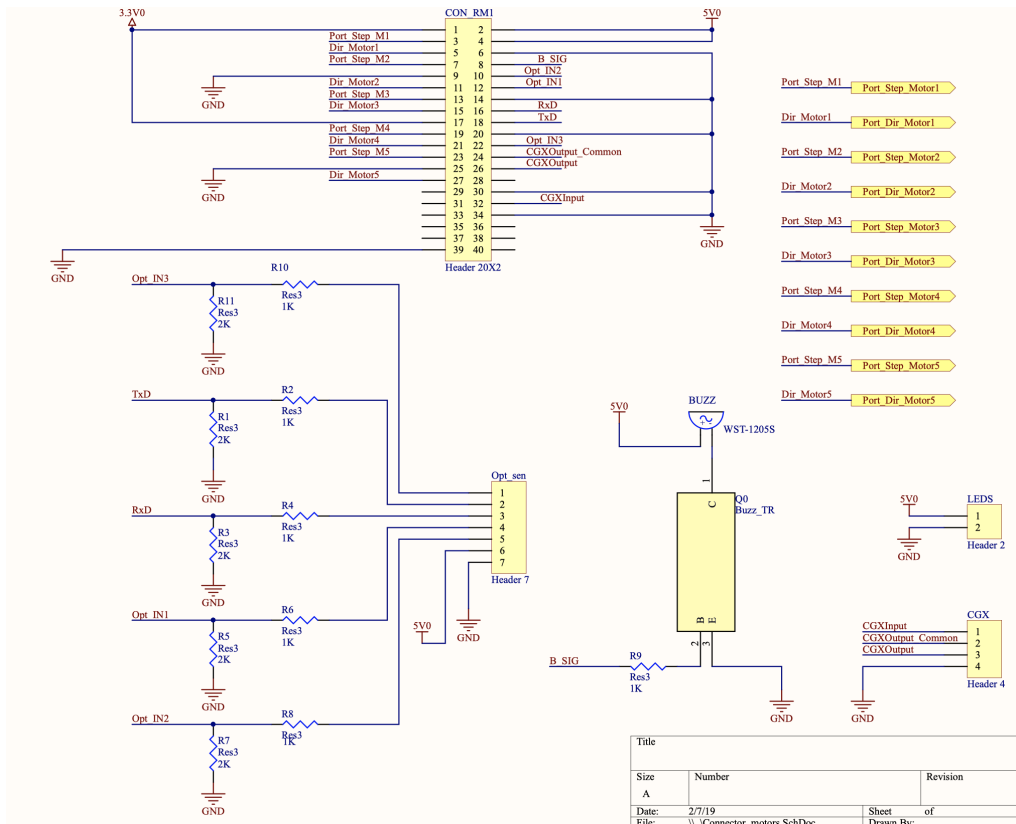 3.3V0
CON_RM1
5V0
1 2
Port_Step_M1
3 4
Dir_Motor1
5 6
Port_Step_M2
7 8
B_SIG
9 10
Opt_IN2
GND
Dir_Motor2
11 12
Opt_IN1
Port_Step_M3
13 14
Dir_Motor3
15 16
RxD
17 18
TxD
Port_Step_M4
19 20
Dir_Motor4
21 22
Opt_IN3
Port_Step_M5
23 24
CGXOutput_Common
25 26
CGXOutput
GND
Dir_Motor5
27 28
29 30
31 32
CGXInput
33 34
35 36
37 38
39 40
GND
GND
Header 20X2
Port_Step_M1 Port_Step_Motor1
Dir_Motor1 Port_Dir_Motor1
Port_Step_M2 Port_Step_Motor2
Dir_Motor2 Port_Dir_Motor2
Port_Step_M3 Port_Step_Motor3
Dir_Motor3 Port_Dir_Motor3
Port_Step_M4 Port_Step_Motor4
Dir_Motor4 Port_Dir_Motor4
Port_Step_M5 Port_Step_Motor5
Dir_Motor5 Port_Dir_Motor5
Opt_IN3
R10
Res3
1K
R11
Res3
2K
GND
TxD
R2
Res3
1K
R1
Res3
2K
GND
RxD
R4
Res3
1K
R3
Res3
2K
GND
Opt_IN1
R6
Res3
1K
R5
Res3
2K
GND
Opt_IN2
R8
Res3
1K
R7
Res3
2K
GND
Opt_sen
1
2
3
4
5
6
7
Header 7
5V0
GND
5V0
BUZZ
WST-1205S
1
C
Q0
Buzz_TR
B
E
2
3
B_SIG
R9
Res3
1K
GND
5V0
LEDS
1
2
Header 2
GND
CGX
CGXInput
1
CGXOutput_Common
2
CGXOutput
3
4
Header 4
GND
Title
Size Number Revision
A
Date: 2/7/19 Sheet of
File: \\ \Connector_motors.SchDoc Drawn By: